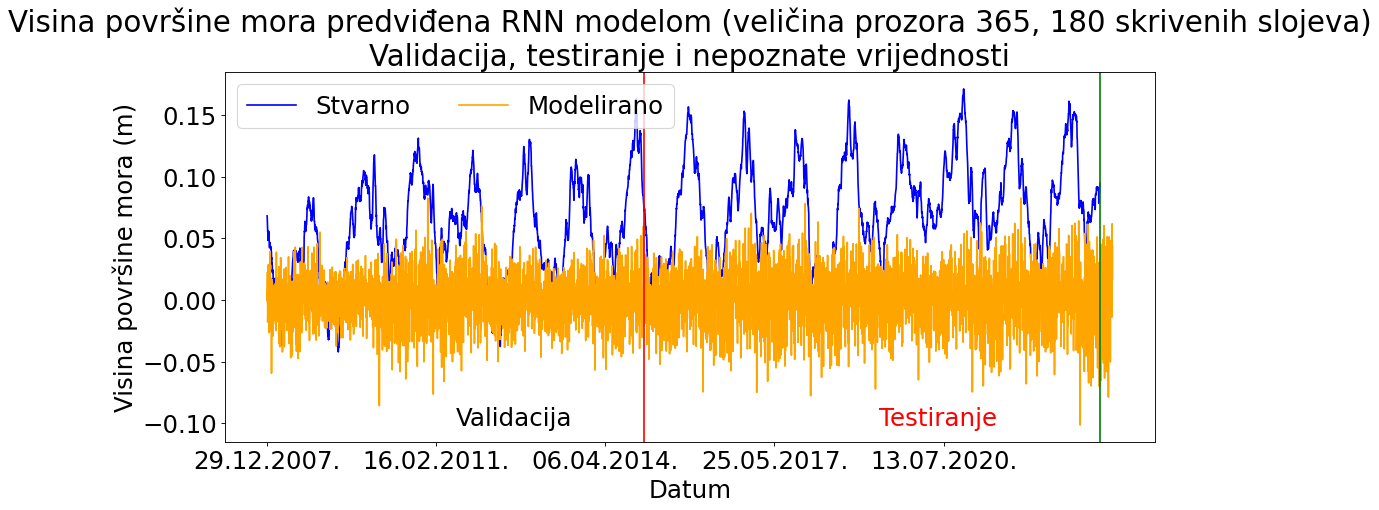 Visina površine mora predviđena RNN modelom (veličina prozora 365, 180 skrivenih slojeva)
Validacija, testiranje i nepoznate vrijednosti
Stvarno
Modelirano
Visina površine mora (m)
0.15
0.10
0.05
0.00
−0.05
−0.10
Validacija
Testiranje
29.12.2007.
16.02.2011.
06.04.2014.
25.05.2017.
13.07.2020.
Datum